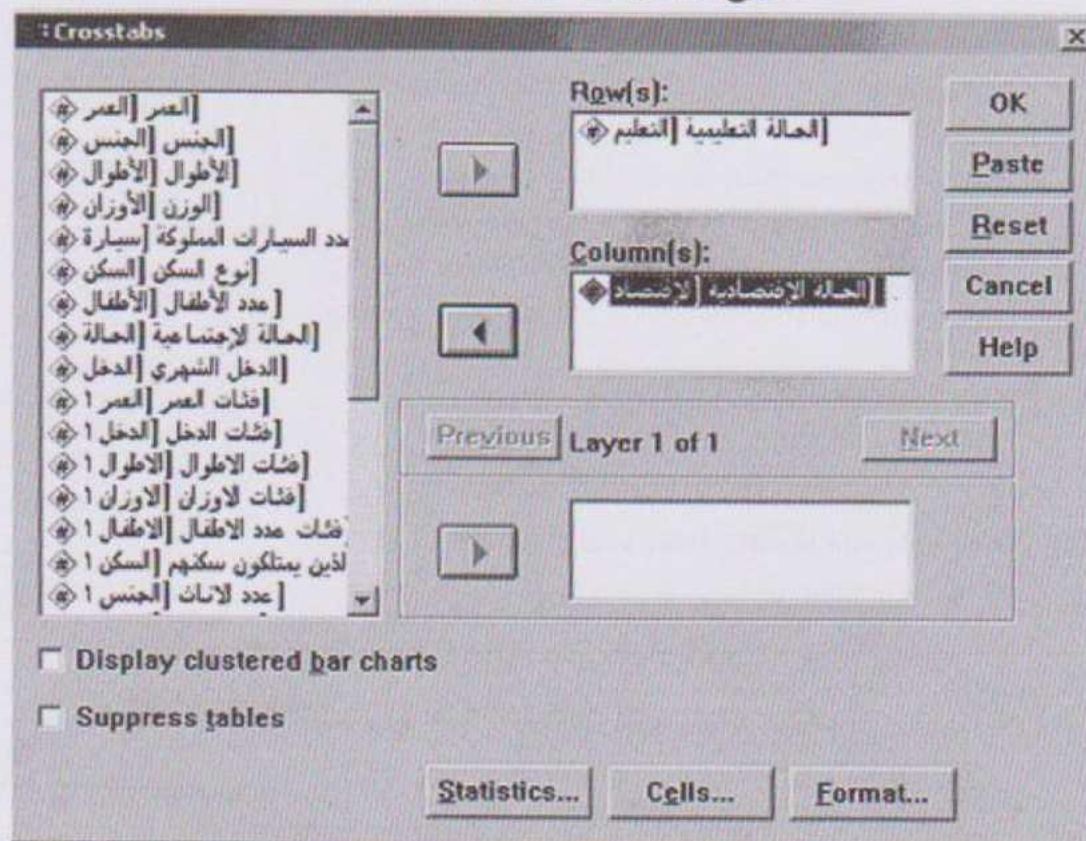 Crosstabs
العمر [العمر]
الجنس [الجنس]
الأطوال [الأطوال]
الوزن [الأوزان]
عدد السيارات المملوكة [سيارة
نوع السكن [السكن]
عدد الأطفال [الأطفال]
الحالة الإجتماعية [الحالة]
الدخل الشهري [الدخل]
فئات العمر [العمر ١]
فئات الدخل [الدخل ١]
فئات الاطوال [الاطوال ١]
فئات الاوزان [الاوزان ١]
فئات عدد الاطفال [الاطفال ١
الذين يمتلكون سكنهم [السكن ١
عدد الاناث [الجنس ١]
Row(s):
الحالة التعليمية [التعليم]
Column(s):
الحالة الإقتصادية [الإقتصاد]
OK
Paste
Reset
Cancel
Help
Previous
Layer 1 of 1
Next
Display clustered bar charts
Suppress tables
Statistics...
Cells...
Format...